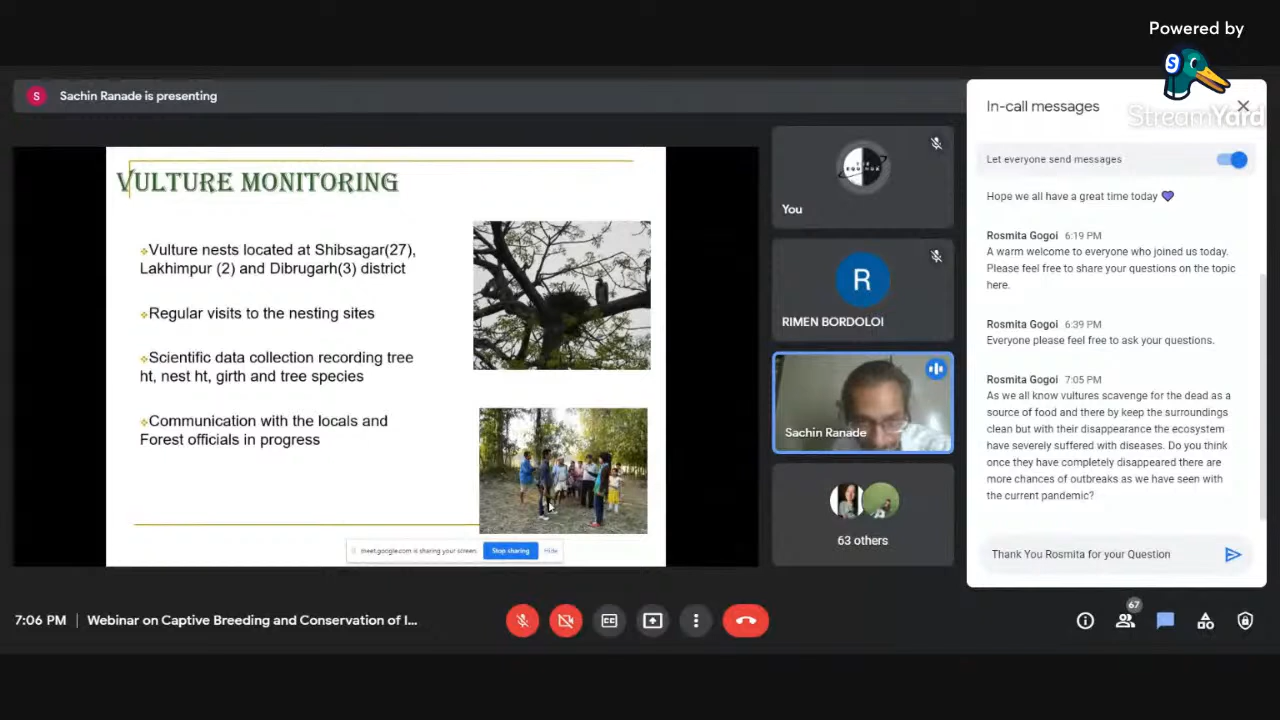 Powered by
StreamYard
S
Sachin Ranade is presenting
VULTURE MONITORING
Vulture nests located at Shibsagar(27),
Lakhimpur (2) and Dibrugarh(3) district
Regular visits to the nesting sites
Scientific data collection recording tree
ht, nest ht, girth and tree species
Communication with the locals and
Forest officials in progress
meet.google.com is sharing your screen.
Stop sharing
Hide
You
R
RIMEN BORDOLOI
Sachin Ranade
63 others
In-call messages
Let everyone send messages
Hope we all have a great time today
Rosmita Gogoi 6:19 PM
A warm welcome to everyone who joined us today.
Please feel free to share your questions on the topic
here.
Rosmita Gogoi 6:39 PM
Everyone please feel free to ask your questions.
Rosmita Gogoi 7:05 PM
As we all know vultures scavenge for the dead as a
source of food and there by keep the surroundings
clean but with their disappearance the ecosystem
have severely suffered with diseases. Do you think
once they have completely disappeared there are
more chances of outbreaks as we have seen with
the current pandemic?
Thank You Rosmita for your Question
7:06 PM
Webinar on Captive Breeding and Conservation of I...
67